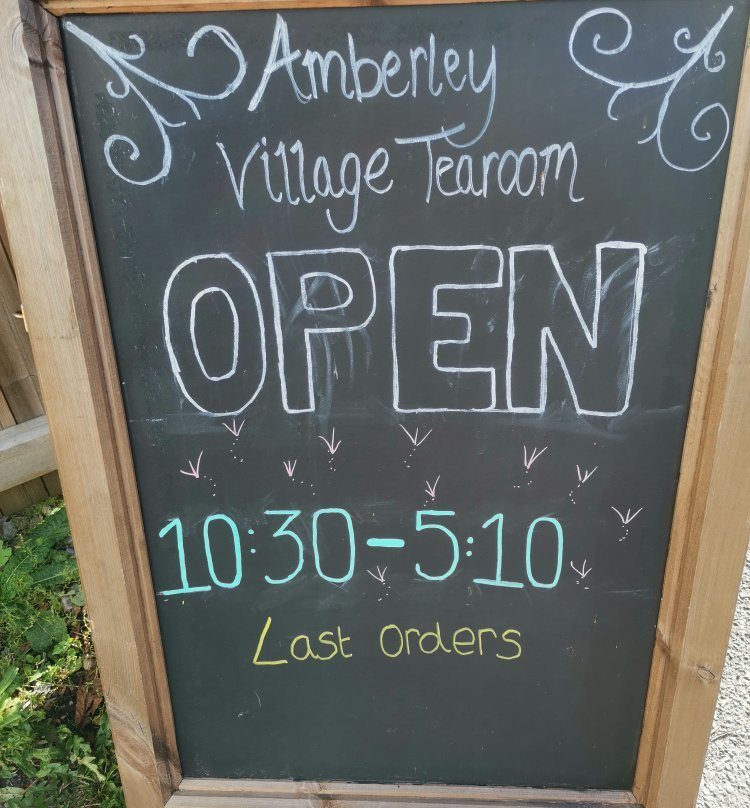 Amberley
Village Tearoom
OPEN
10:30-5:10
Last Orders